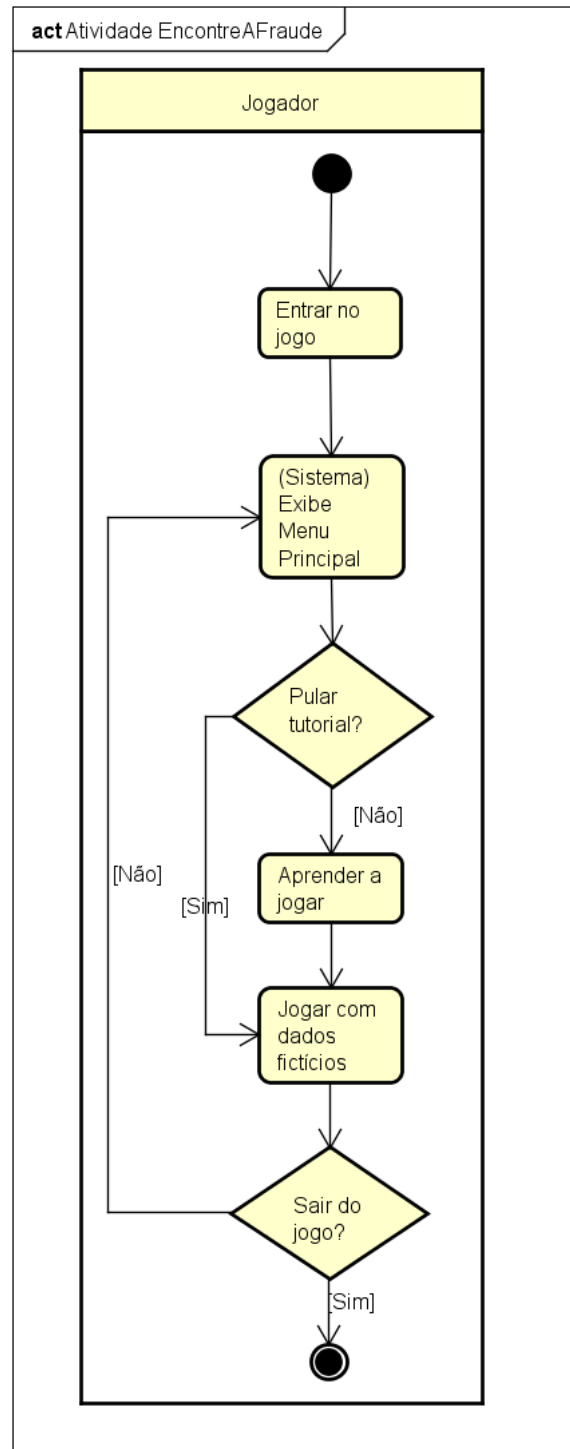 act Atividade EncontreAFraude
Jogador
Entrar no
jogo
(Sistema)
Exibe
Menu
Principal
Pular
tutorial?
[Não]
[Não]
[Sim]
Aprender a
jogar
Jogar com
dados
fictícios
Sair do
jogo?
[Sim]